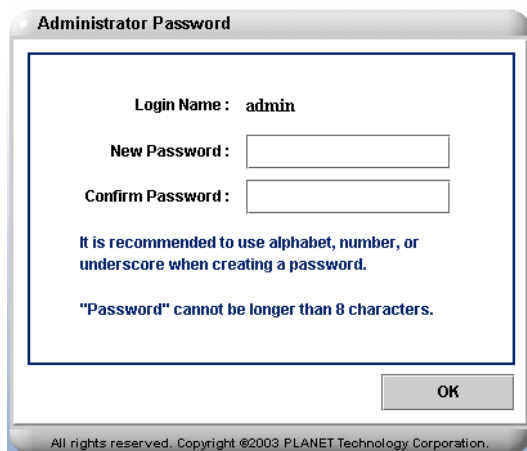 Administrator Password
Login Name : admin
New Password :
Confirm Password :
It is recommended to use alphabet, number, or
underscore when creating a password.
"Password" cannot be longer than 8 characters.
OK
All rights reserved. Copyright ©2003 PLANET Technology Corporation.